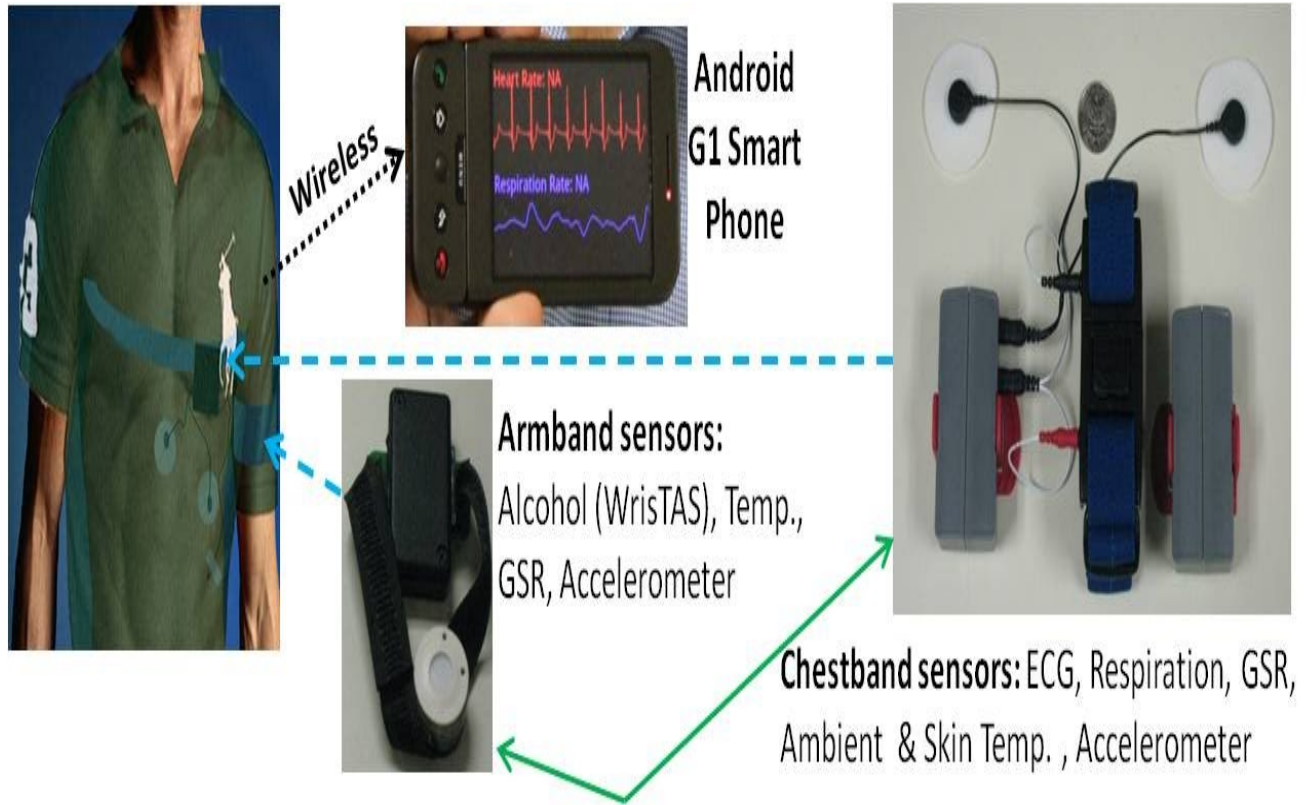 Wireless
Heart Rate: NA
Respiration Rate: NA
MENU
Android
G1 Smart
Phone
Armband sensors:
Alcohol (WrisTAS), Temp.,
GSR, Accelerometer
Chestband sensors: ECG, Respiration, GSR,
Ambient & Skin Temp. , Accelerometer